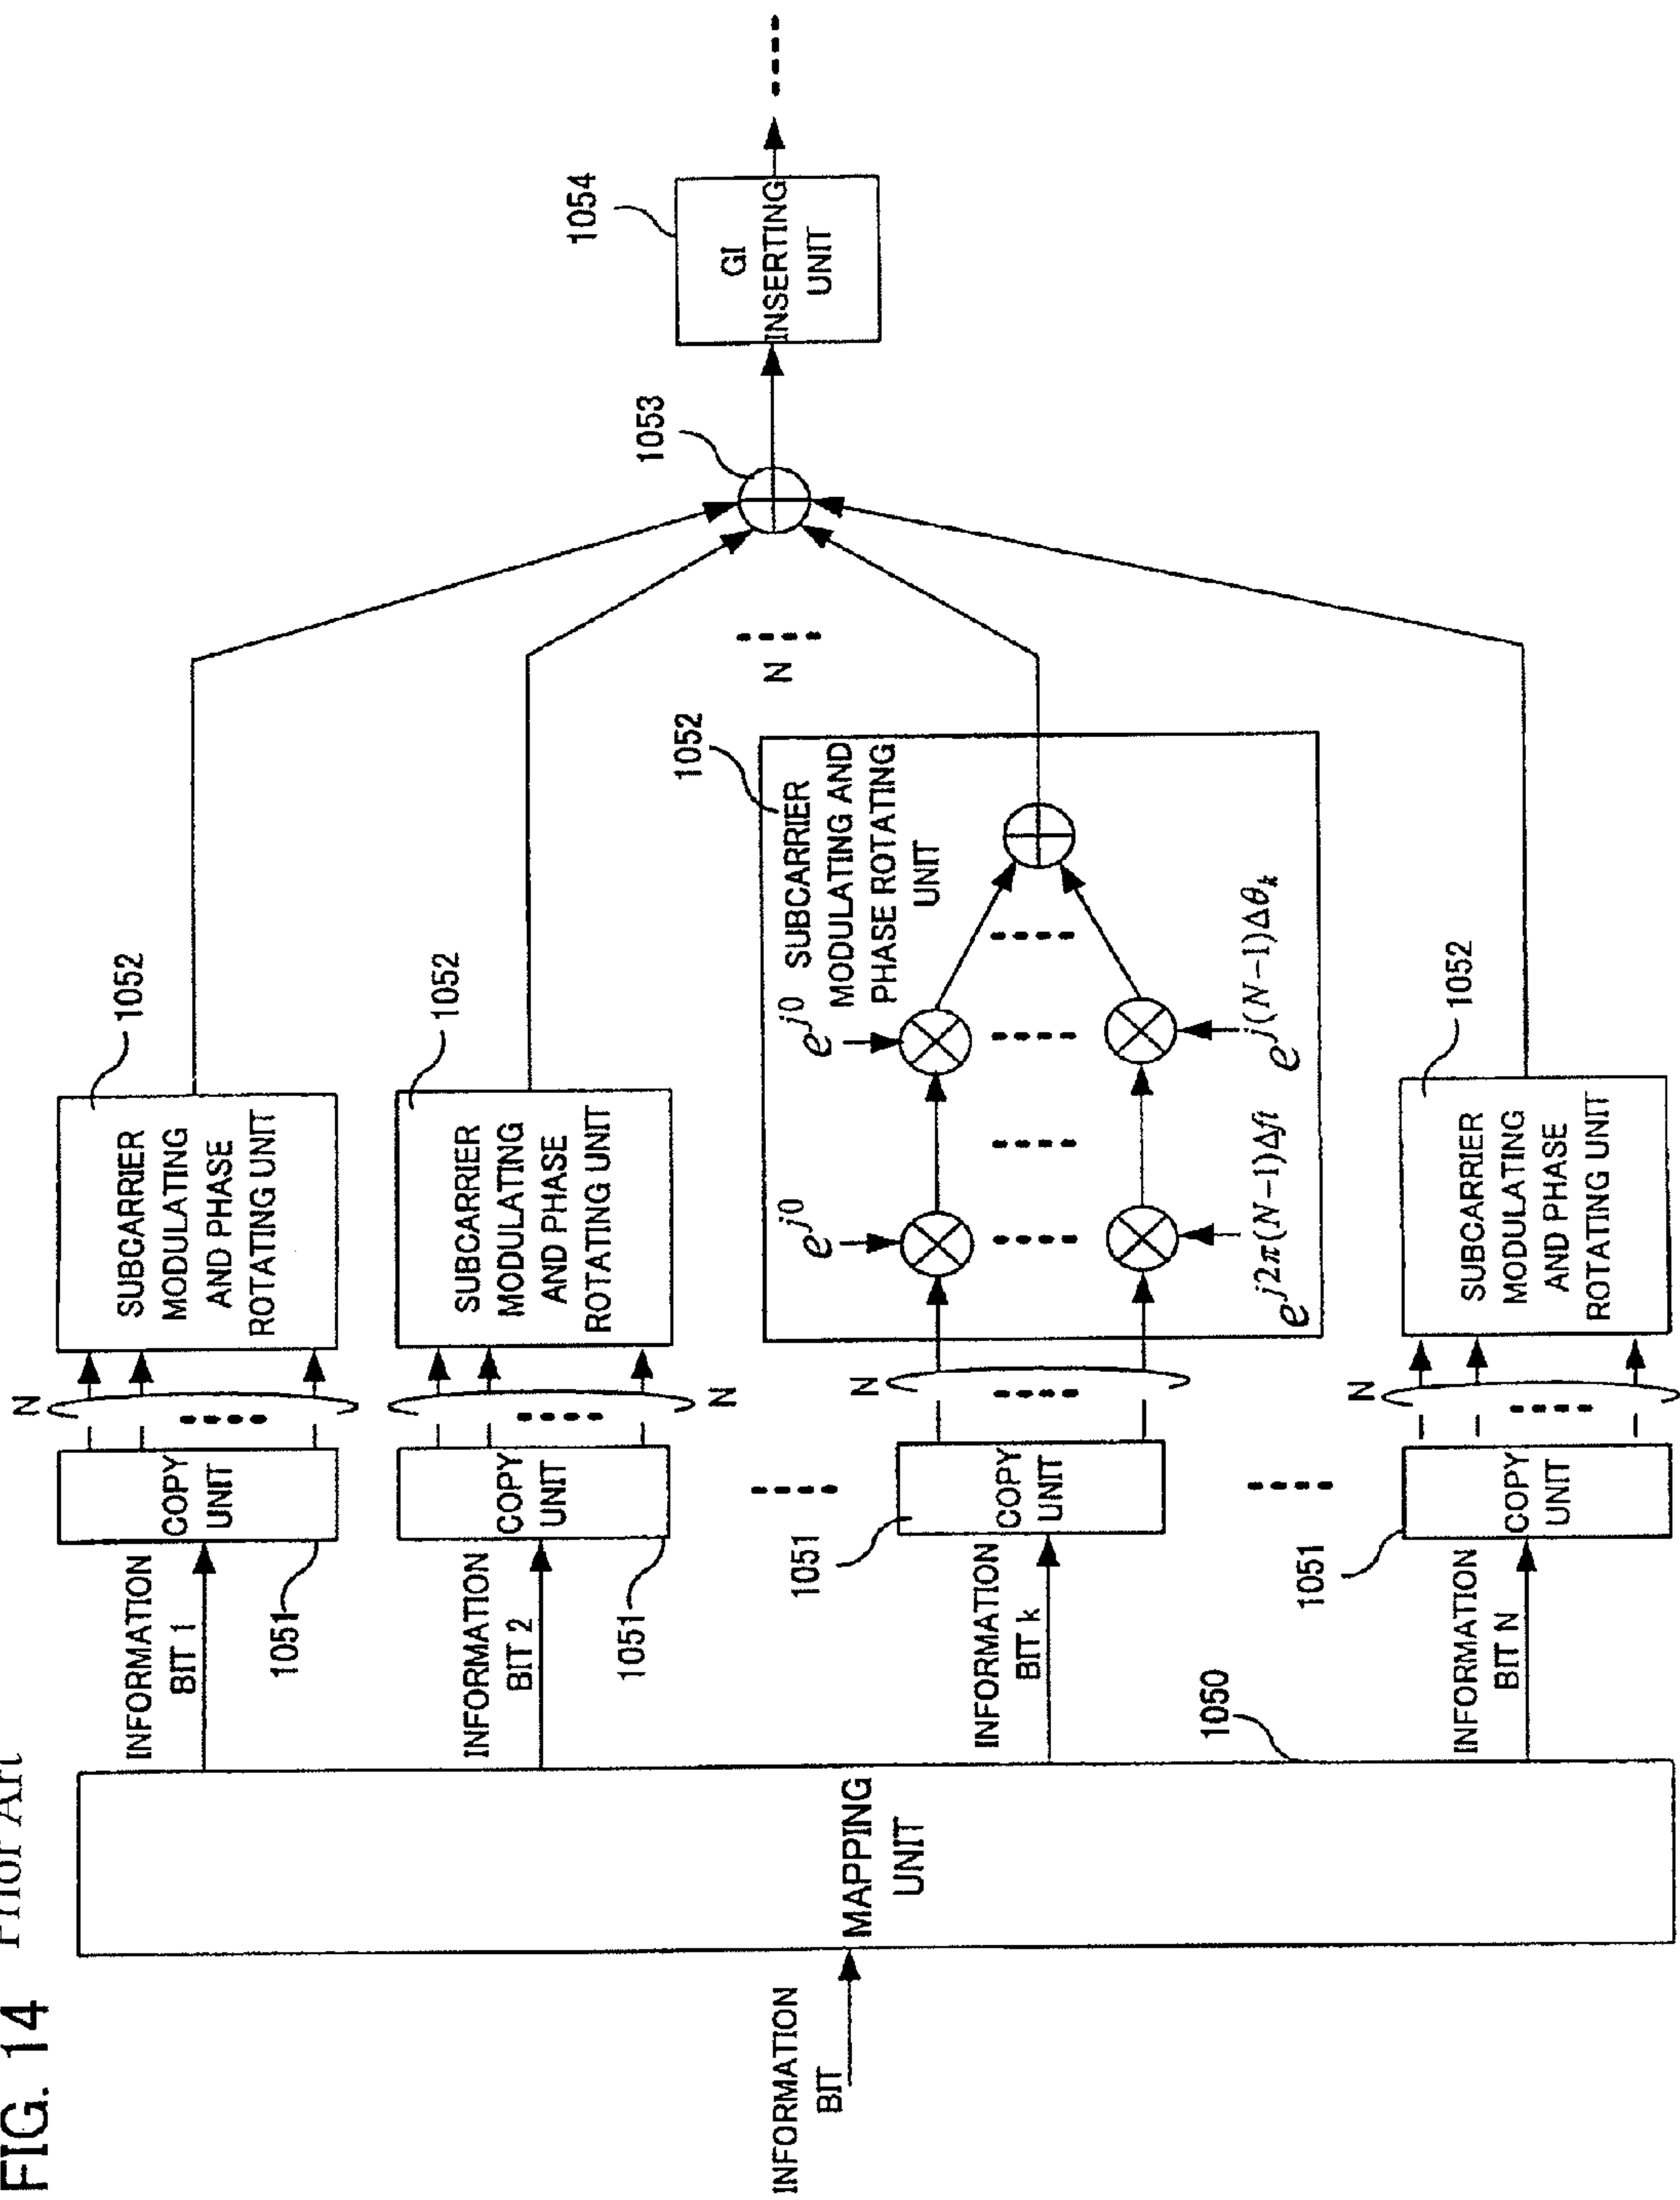 FIG. 14 Prior Art
INFORMATION
BIT
MAPPING
UNIT
1050
INFORMATION
BIT 1
1051
COPY
UNIT
N
SUBCARRIER
MODULATING
AND PHASE
ROTATING UNIT
1052
INFORMATION
BIT 2
1051
COPY
UNIT
N
SUBCARRIER
MODULATING
AND PHASE
ROTATING UNIT
1052
INFORMATION
BIT k
1051
COPY
UNIT
N
1052
SUBCARRIER
MODULATING AND
PHASE ROTATING
UNIT
e^{j0}
e^{j0}
e^{j2π(N−1)Δft}
e^{j(N−1)Δθ_k}
N
INFORMATION
BIT N
1051
COPY
UNIT
N
SUBCARRIER
MODULATING
AND PHASE
ROTATING UNIT
1052
1053
GI
INSERTING
UNIT
1054